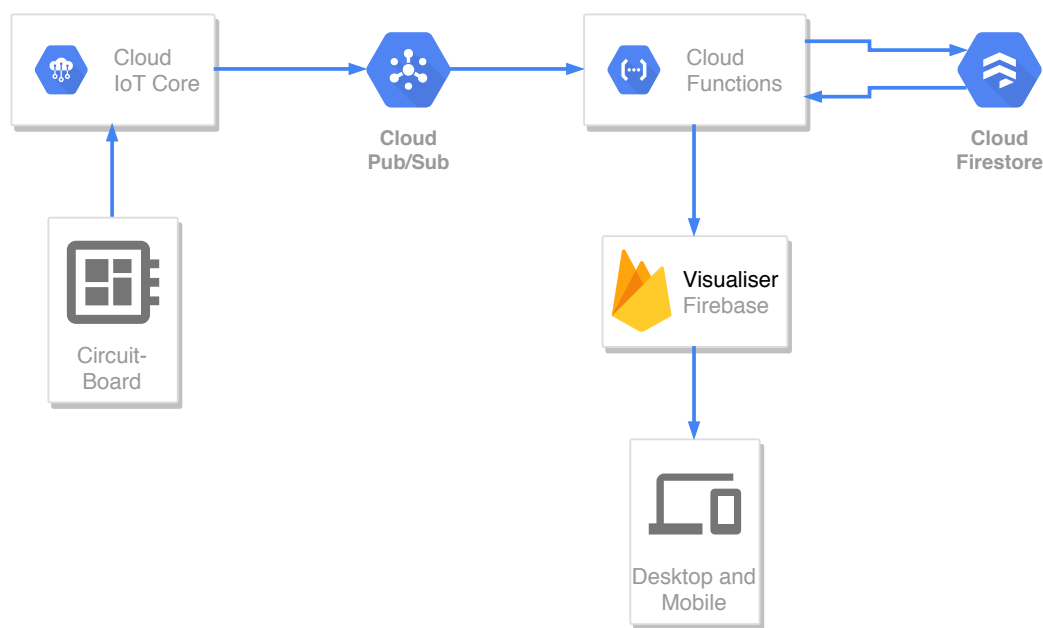 Cloud
IoT Core
Cloud
Pub/Sub
Cloud
Functions
Cloud
Firestore
Circuit-
Board
Visualiser
Firebase
Desktop and
Mobile